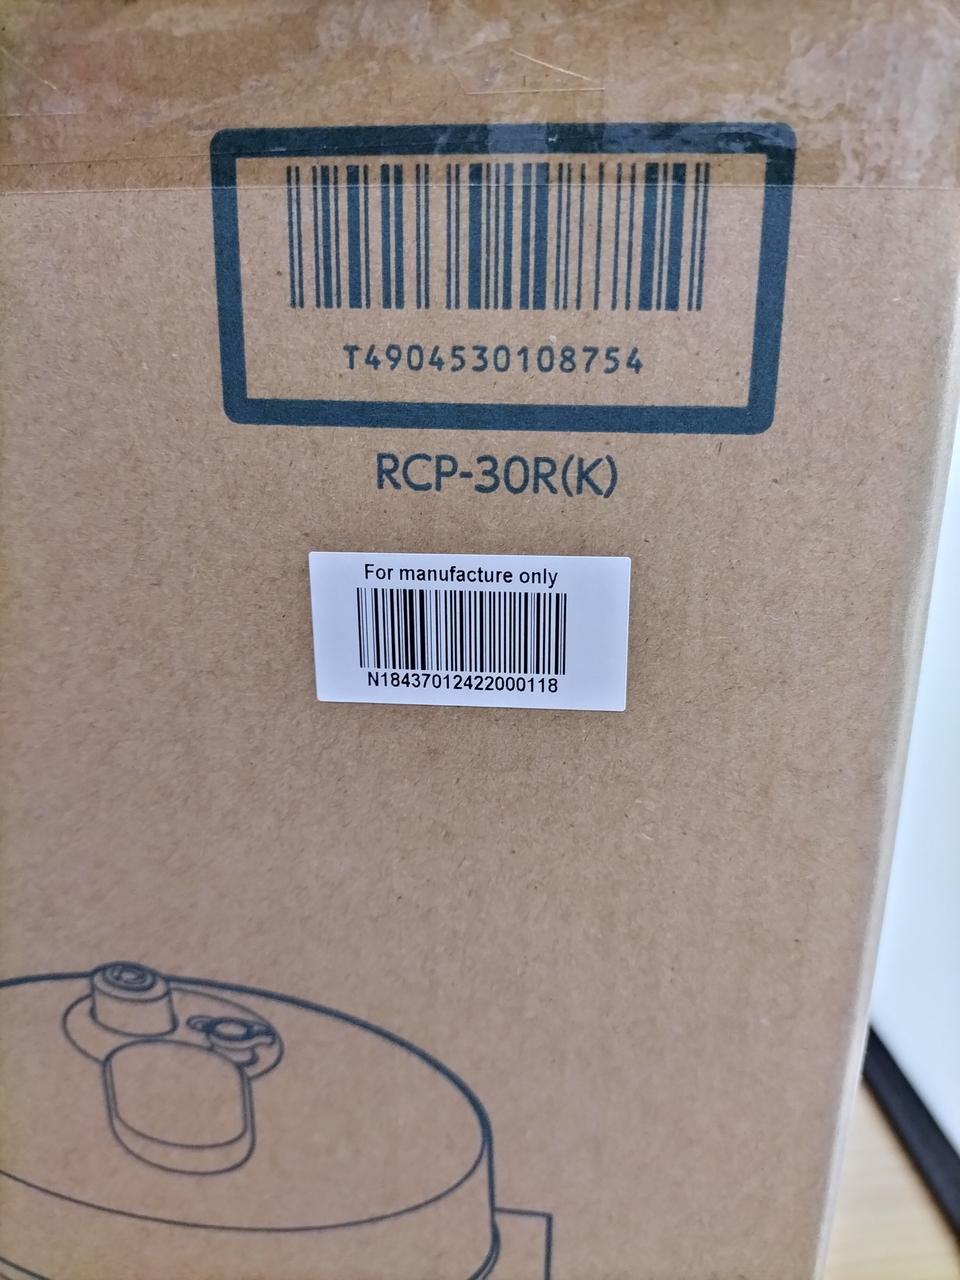 T4904530108754
RCP-30R(K)
For manufacture only
N18437012422000118